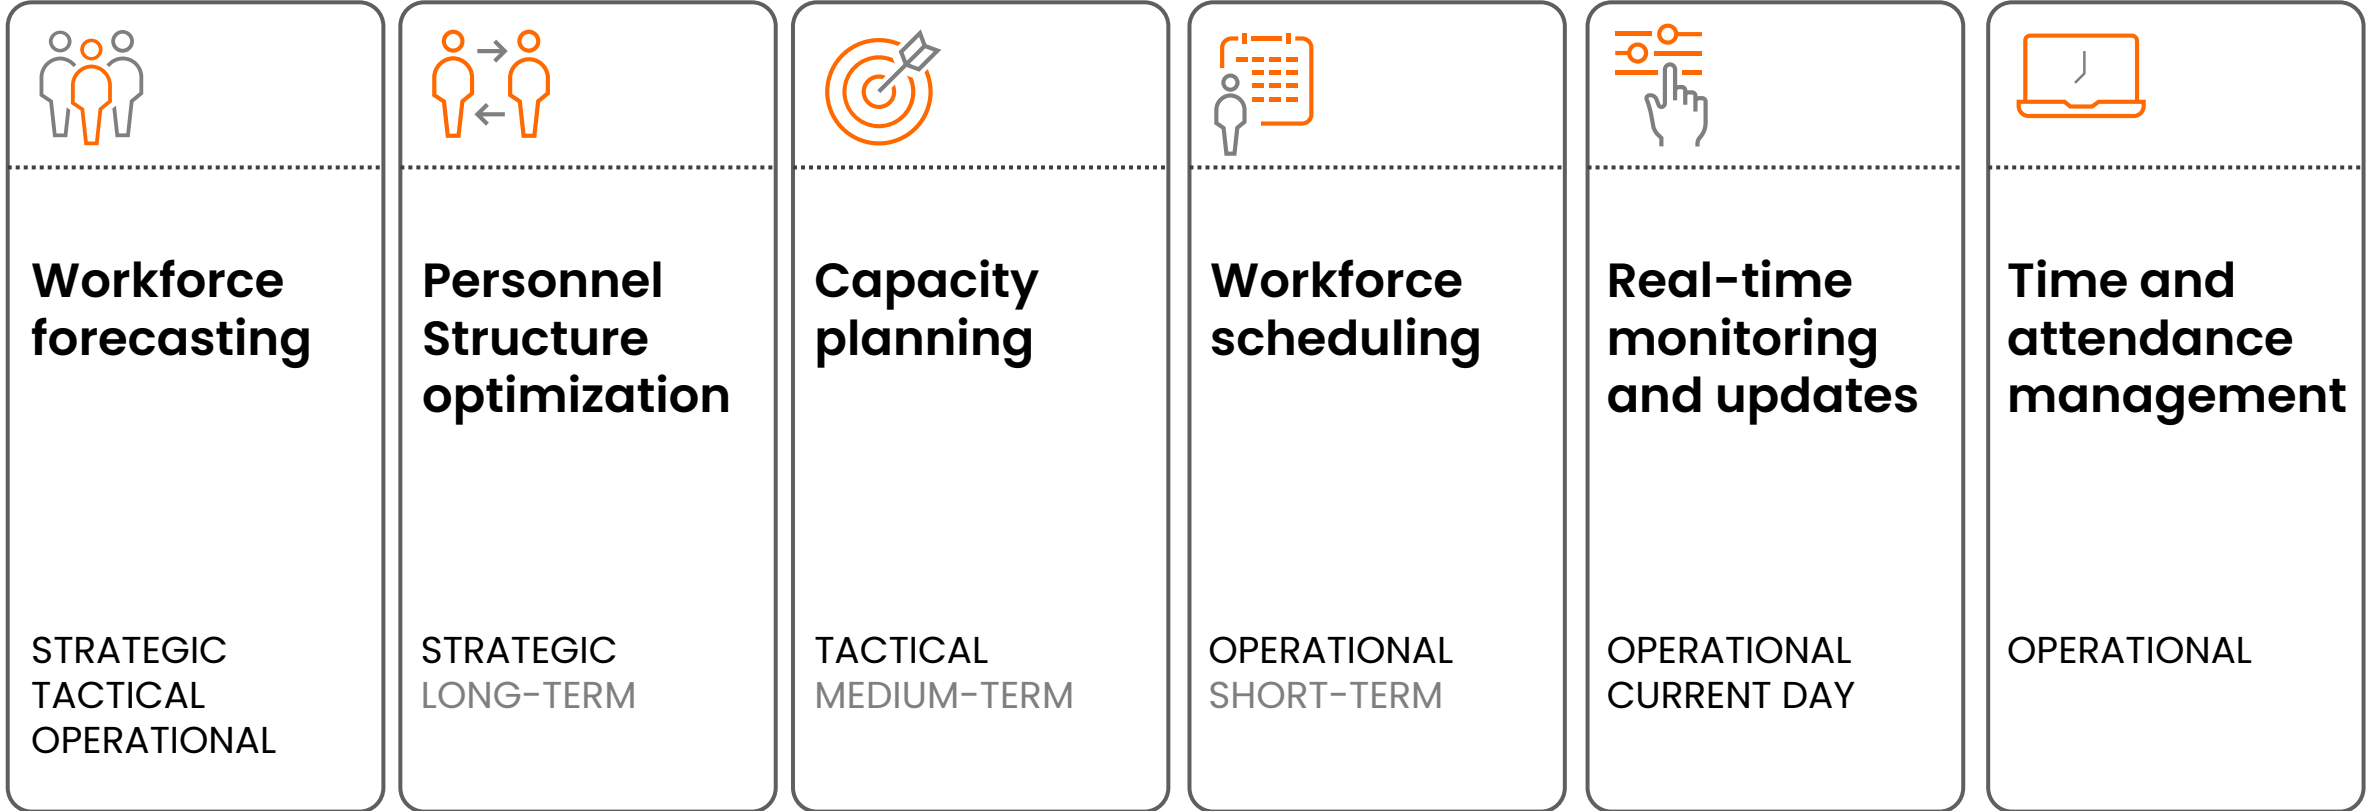 Workforce
forecasting
STRATEGIC
TACTICAL
OPERATIONAL
Personnel
Structure
optimization
STRATEGIC
LONG-TERM
Capacity
planning
TACTICAL
MEDIUM-TERM
Workforce
scheduling
OPERATIONAL
SHORT-TERM
Real-time
monitoring
and updates
OPERATIONAL
CURRENT DAY
Time and
attendance
management
OPERATIONAL